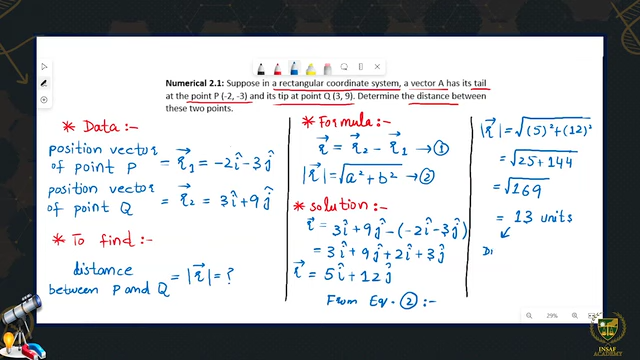 Numerical 2.1: Suppose in a rectangular coordinate system, a vector A has its tail
at the point P (-2, -3) and its tip at point Q (3, 9). Determine the distance between
these two points.
* Data :-
position vector of point P = r⃗₁ = -2î - 3ĵ
position vector of point Q = r⃗₂ = 3î + 9ĵ
* To find :-
distance between P and Q = |r⃗| = ?
* Formula :-
r⃗ = r⃗₂ - r⃗₁ → ①
|r⃗| = √(a² + b²) → ②
* Solution :-
r⃗ = 3î + 9ĵ - (-2î - 3ĵ)
= 3î + 9ĵ + 2î + 3ĵ
r⃗ = 5î + 12ĵ
From Eq. ② :-
|r⃗| = √((5)² + (12)²)
= √(25 + 144)
= √169
= 13 units
Di
29%
INSAF
ACADEMY